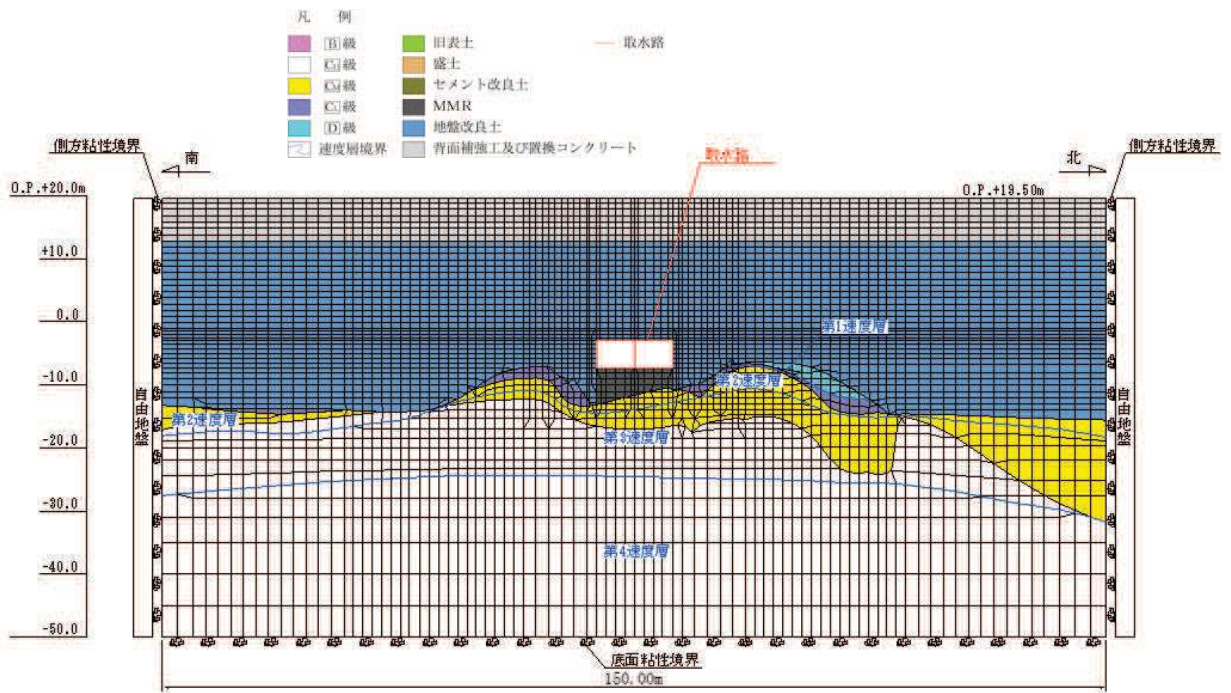 凡 例
B級 旧表土 取水路
CH級 盛土
CM級 セメント改良土
CL級 MMR
D級 地盤改良土
速度層境界 背面補強工及び置換コンクリート
側方粘性境界 南 取水路 北 側方粘性境界
O.P.+20.0m O.P.+19.50m
+10.0
0.0
第1速度層
-10.0
第2速度層
自由地盤 自由地盤
第2速度層
第3速度層
-20.0
-30.0
第4速度層
-40.0
-50.0
底面粘性境界
150.00m